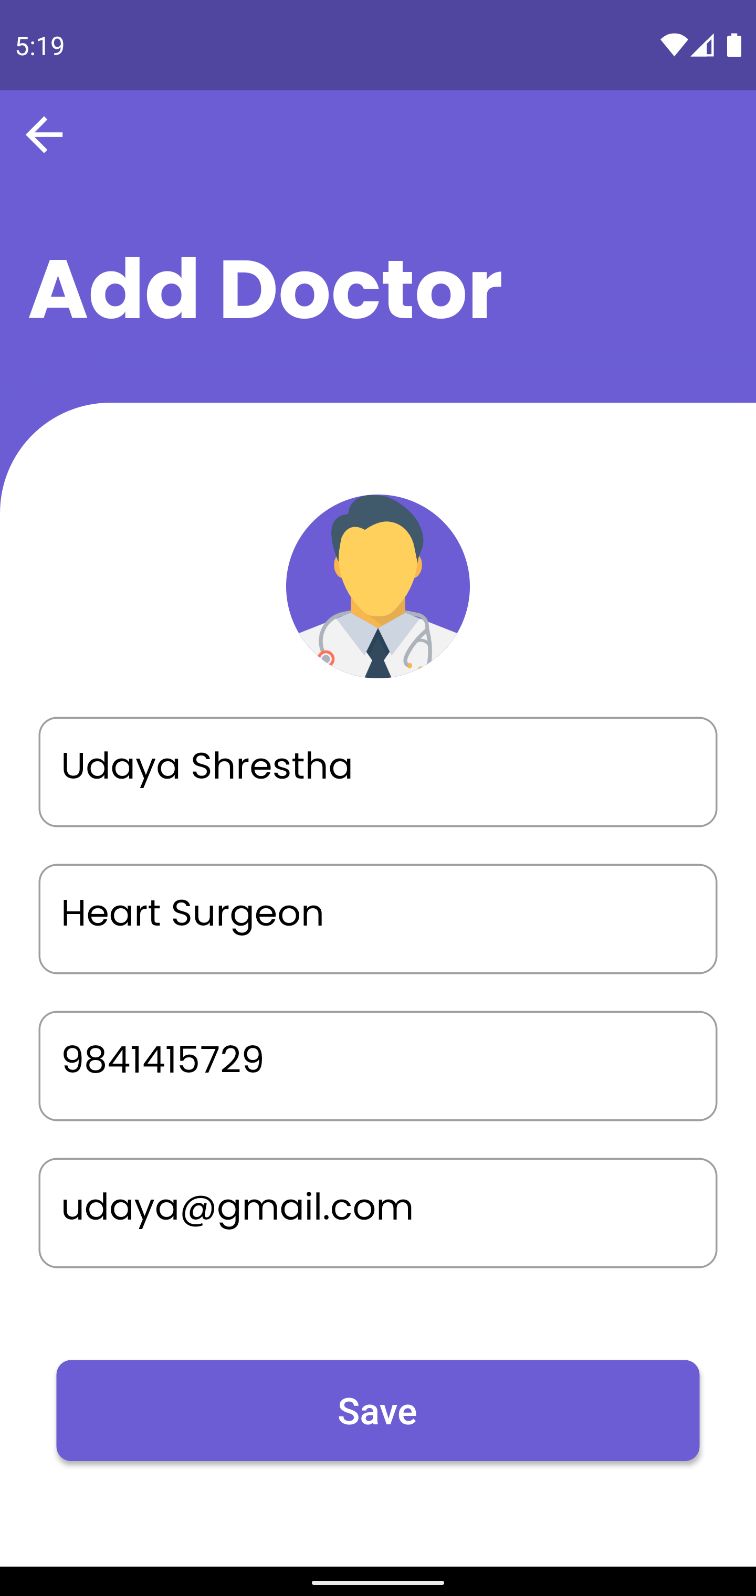 5:19
Add Doctor
Udaya Shrestha
Heart Surgeon
9841415729
udaya@gmail.com
Save